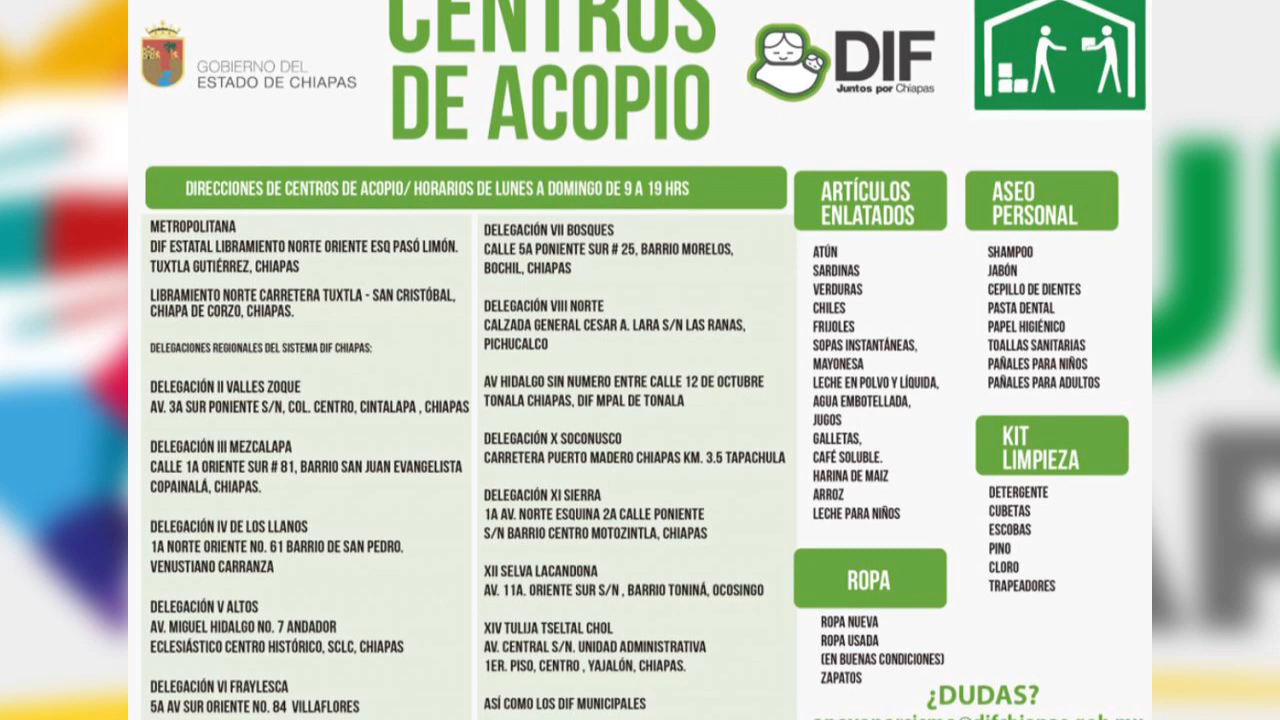 CENTROS
DE ACOPIO
GOBIERNO DEL
ESTADO DE CHIAPAS
DIF
Juntos por Chiapas
DIRECCIONES DE CENTROS DE ACOPIO/ HORARIOS DE LUNES A DOMINGO DE 9 A 19 HRS
METROPOLITANA
DIF ESTATAL LIBRAMIENTO NORTE ORIENTE ESQ PASÓ LIMÓN.
TUXTLA GUTIÉRREZ, CHIAPAS
LIBRAMIENTO NORTE CARRETERA TUXTLA - SAN CRISTÓBAL,
CHIAPA DE CORZO, CHIAPAS.
DELEGACIONES REGIONALES DEL SISTEMA DIF CHIAPAS:
DELEGACIÓN II VALLES ZOQUE
AV. 3A SUR PONIENTE S/N, COL. CENTRO, CINTALAPA , CHIAPAS
DELEGACIÓN III MEZCALAPA
CALLE 1A ORIENTE SUR # 81, BARRIO SAN JUAN EVANGELISTA
COPAINALÁ, CHIAPAS.
DELEGACIÓN IV DE LOS LLANOS
1A NORTE ORIENTE NO. 61 BARRIO DE SAN PEDRO.
VENUSTIANO CARRANZA
DELEGACIÓN V ALTOS
AV. MIGUEL HIDALGO NO. 7 ANDADOR
ECLESIÁSTICO CENTRO HISTÓRICO, SCLC, CHIAPAS
DELEGACIÓN VI FRAYLESCA
5A AV SUR ORIENTE NO. 84 VILLAFLORES
DELEGACIÓN VII BOSQUES
CALLE 5A PONIENTE SUR # 25, BARRIO MORELOS,
BOCHIL, CHIAPAS
DELEGACIÓN VIII NORTE
CALZADA GENERAL CESAR A. LARA S/N LAS RANAS,
PICHUCALCO
AV HIDALGO SIN NUMERO ENTRE CALLE 12 DE OCTUBRE
TONALA CHIAPAS, DIF MPAL DE TONALA
DELEGACIÓN X SOCONUSCO
CARRETERA PUERTO MADERO CHIAPAS KM. 3.5 TAPACHULA
DELEGACIÓN XI SIERRA
1A AV. NORTE ESQUINA 2A CALLE PONIENTE
S/N BARRIO CENTRO MOTOZINTLA, CHIAPAS
XII SELVA LACANDONA
AV. 11A. ORIENTE SUR S/N , BARRIO TONINÁ, OCOSINGO
XIV TULIJA TSELTAL CHOL
AV. CENTRAL S/N. UNIDAD ADMINISTRATIVA
1ER. PISO, CENTRO , YAJALÓN, CHIAPAS.
ASÍ COMO LOS DIF MUNICIPALES
ARTÍCULOS
ENLATADOS
ATÚN
SARDINAS
VERDURAS
CHILES
FRIJOLES
SOPAS INSTANTÁNEAS,
MAYONESA
LECHE EN POLVO Y LÍQUIDA,
AGUA EMBOTELLADA,
JUGOS
GALLETAS,
CAFÉ SOLUBLE.
HARINA DE MAIZ
ARROZ
LECHE PARA NIÑOS
ROPA
ROPA NUEVA
ROPA USADA
(EN BUENAS CONDICIONES)
ZAPATOS
ASEO
PERSONAL
SHAMPOO
JABÓN
CEPILLO DE DIENTES
PASTA DENTAL
PAPEL HIGIÉNICO
TOALLAS SANITARIAS
PAÑALES PARA NIÑOS
PAÑALES PARA ADULTOS
KIT
LIMPIEZA
DETERGENTE
CUBETAS
ESCOBAS
PINO
CLORO
TRAPEADORES
¿DUDAS?